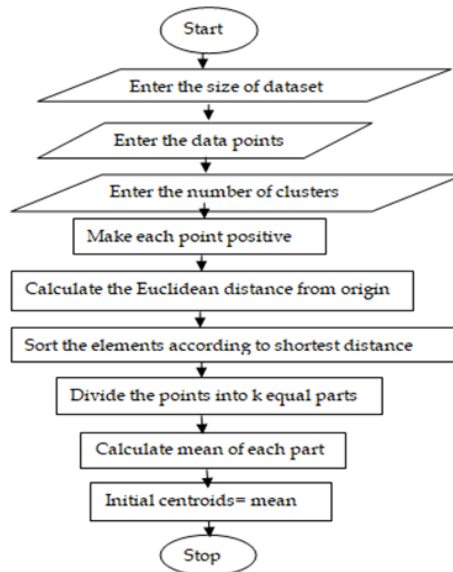 Start
Enter the size of dataset
Enter the data points
Enter the number of clusters
Make each point positive
Calculate the Euclidean distance from origin
Sort the elements according to shortest distance
Divide the points into k equal parts
Calculate mean of each part
Initial centroids= mean
Stop